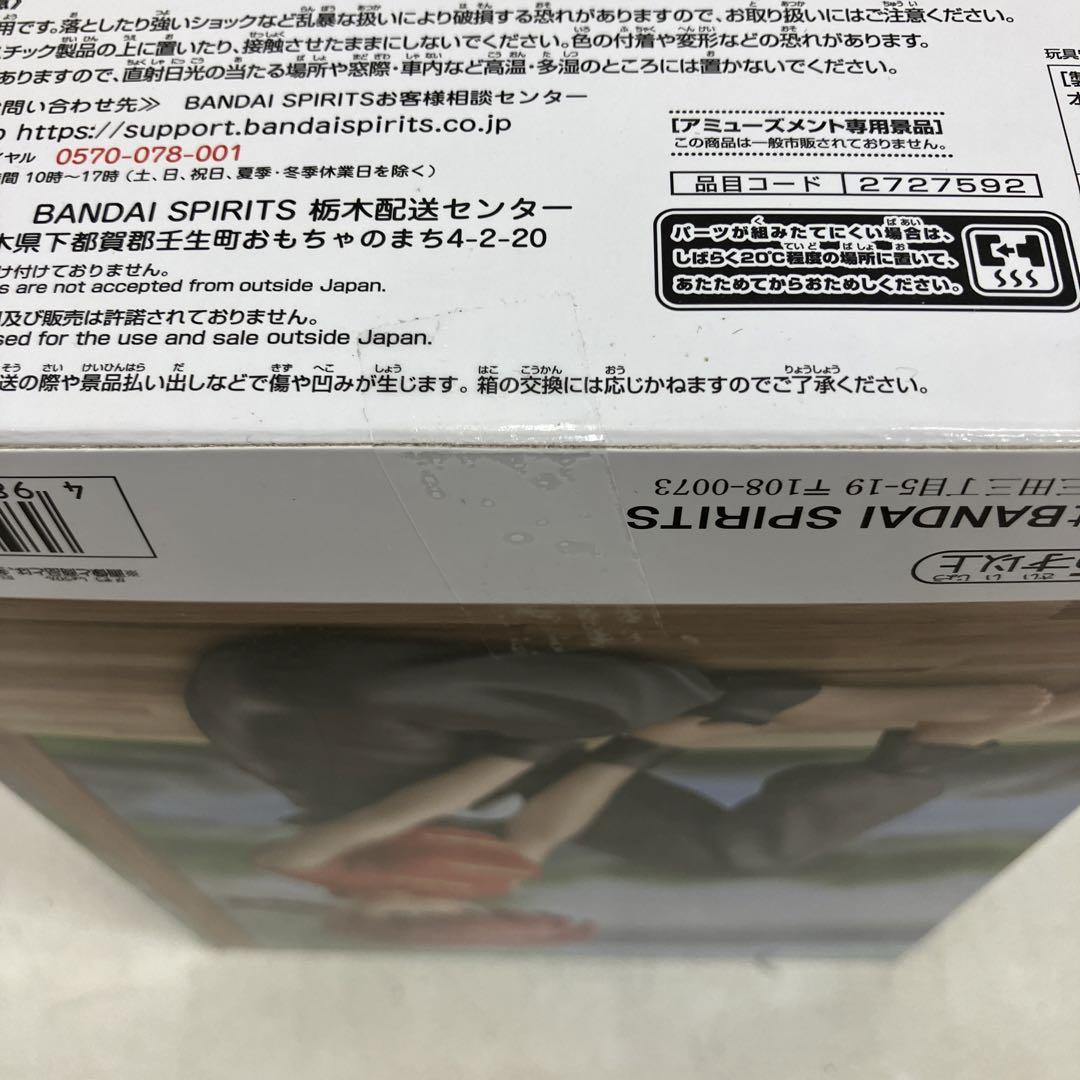 用です。落としたり強いショックなど乱暴な扱いにより破損する恐れがありますので、お取り扱いにはご注意ください。
スチック製品の上に置いたり、接触させたままにしないでください。色の付着や変形などの恐れがあります。
ありますので、直射日光の当たる場所や窓際・車内など高温・多湿のところには置かないでください。
問い合わせ先≫ BANDAI SPIRITSお客様相談センター
https://support.bandaispirits.co.jp
イヤル 0570-078-001
間 10時〜17時(土、日、祝日、夏季・冬季休業日を除く)
BANDAI SPIRITS 栃木配送センター
木県下都賀郡壬生町おもちゃのまち4-2-20
け付けておりません。
s are not accepted from outside Japan.
及び販売は許諾されておりません。
sed for the use and sale outside Japan.
送の際や景品払い出しなどで傷や凹みが生じます。箱の交換には応じかねますのでご了承ください。
[アミューズメント専用景品]
この商品は一般市販されておりません。
品目コード 2727592
パーツが組みたてにくい場合は、
しばらく20℃程度の場所に置いて、
あたためてからおためしください。
玩具
[製
本
三田三丁目5-19 〒108-0073
BANDAI SPIRITS
才以上
4 98